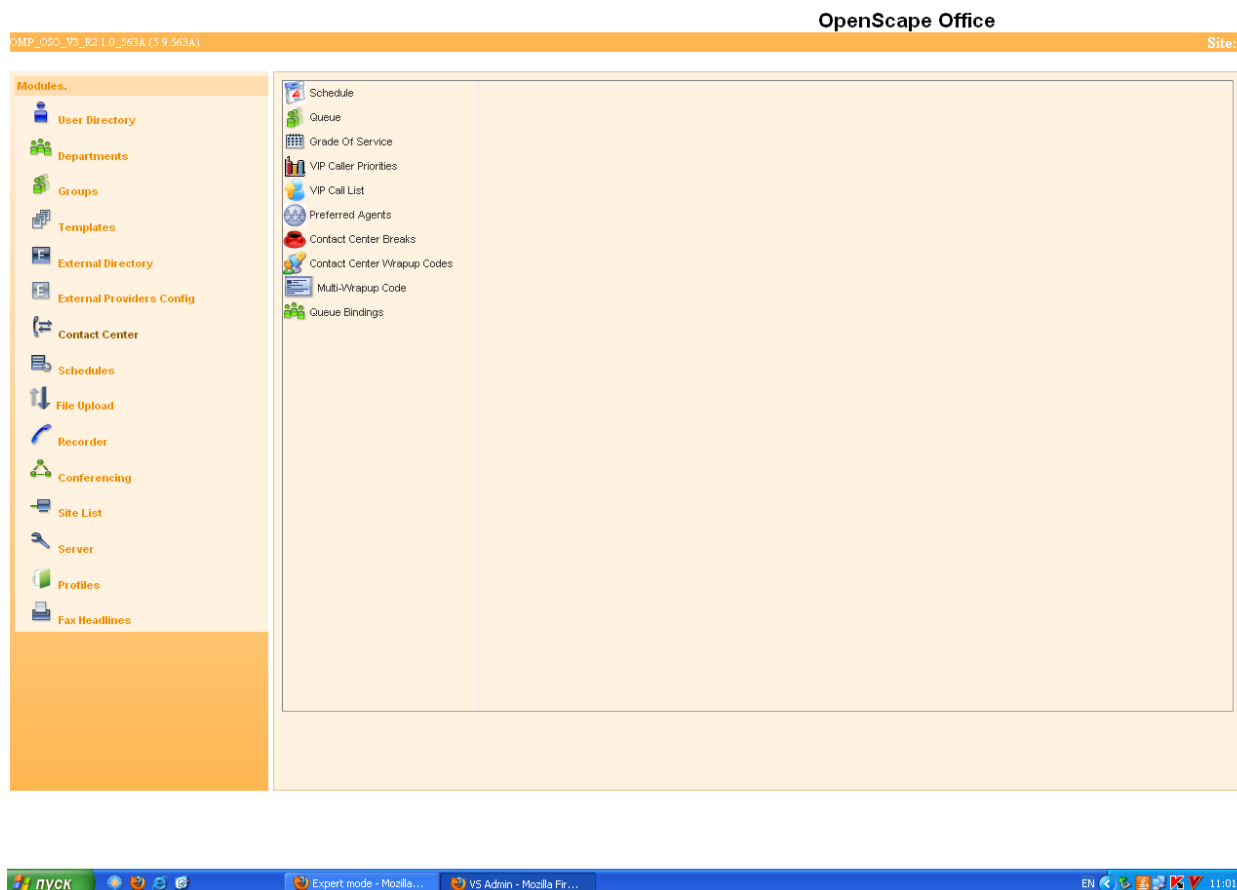 OpenScape Office
OMP_OSO_V3_R2.1.0_563A (5.9.563A)
Site:
Modules.
User Directory
Departments
Groups
Templates
External Directory
External Providers Config
Contact Center
Schedules
File Upload
Recorder
Conferencing
Site List
Server
Profiles
Fax Headlines
Schedule
Queue
Grade Of Service
VIP Caller Priorities
VIP Call List
Preferred Agents
Contact Center Breaks
Contact Center Wrapup Codes
Multi-Wrapup Code
Queue Bindings
пуск
Expert mode - Mozilla...
VS Admin - Mozilla Fir...
EN
11:01